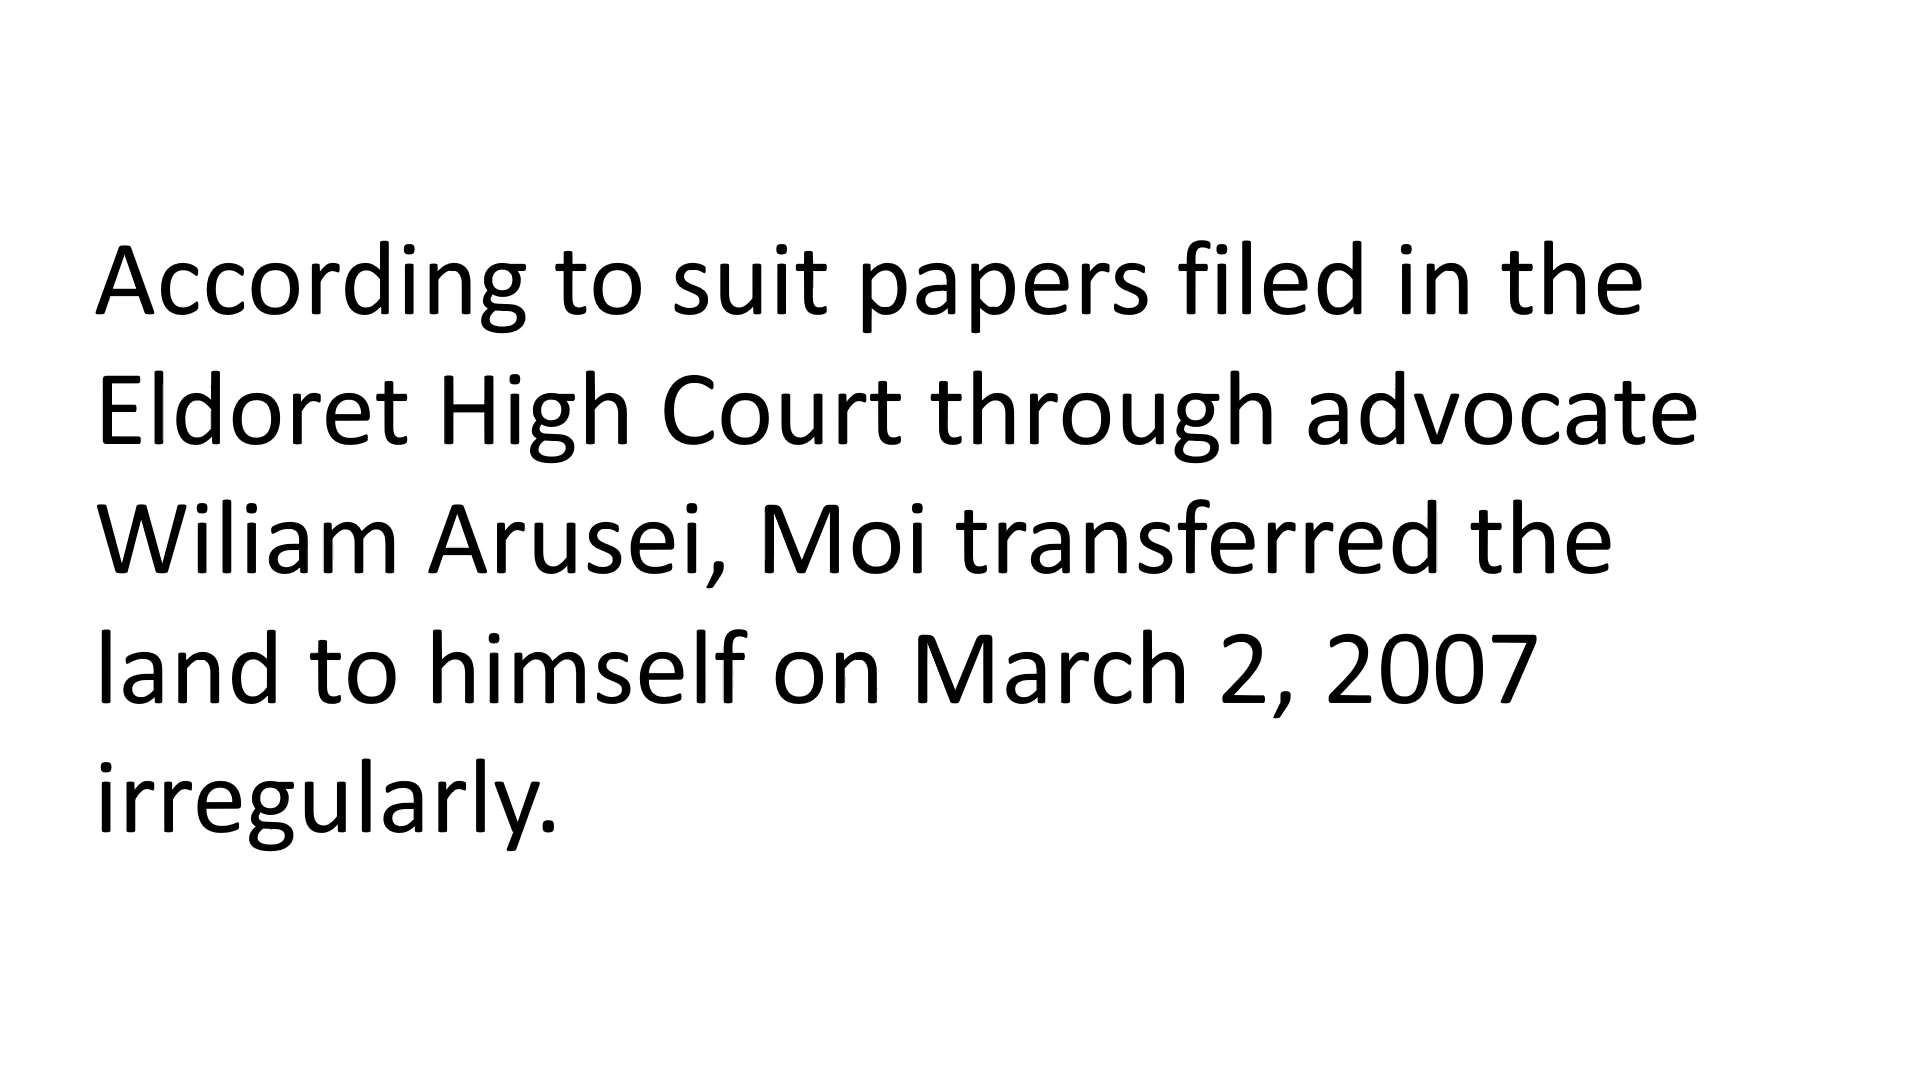 According to suit papers filed in the
Eldoret High Court through advocate
Wiliam Arusei, Moi transferred the
land to himself on March 2, 2007
irregularly.